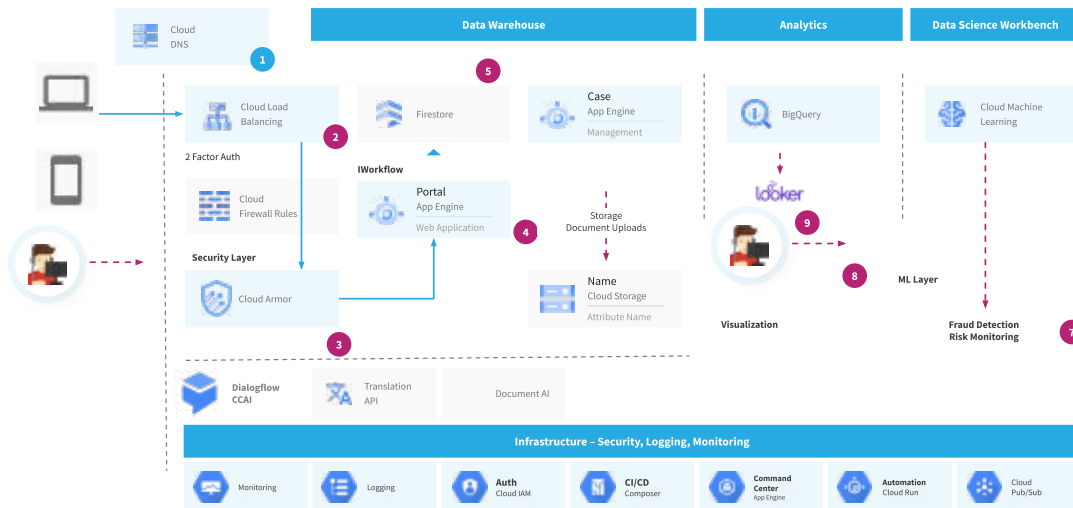 Cloud
DNS
1
Data Warehouse
Analytics
Data Science Workbench
5
Cloud Load
Balancing
2
Firestore
Case
App Engine
Management
BigQuery
Cloud Machine
Learning
2 Factor Auth
IWorkflow
Cloud
Firewall Rules
Portal
App Engine
Web Application
4
Storage
Document Uploads
looker
9
8
Security Layer
Cloud Armor
Name
Cloud Storage
Attribute Name
ML Layer
Visualization
Fraud Detection
Risk Monitoring
7
3
Dialogflow
CCAI
Translation
API
Document AI
Infrastructure – Security, Logging, Monitoring
Monitoring
Logging
Auth
Cloud IAM
CI/CD
Composer
Command
Center
App Engine
Automation
Cloud Run
Cloud
Pub/Sub